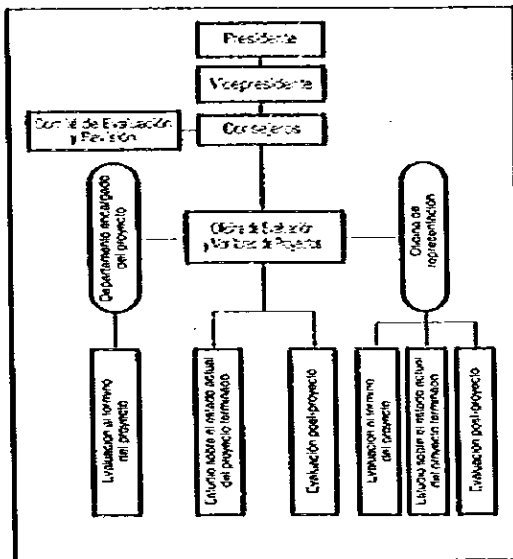 Presidente
Vicepresidente
Comité de Evaluación
y Revisión
Consejeros
Departamento encargado
del proyecto
Oficina de Evaluación
y Monitoreo de Proyectos
Oficina de
representación
Evaluación al término
del proyecto
Estudio sobre el estado actual
del proyecto terminado
Evaluación post-proyecto
Evaluación al término
del proyecto
Estudio sobre el estado actual
del proyecto terminado
Evaluación post-proyecto